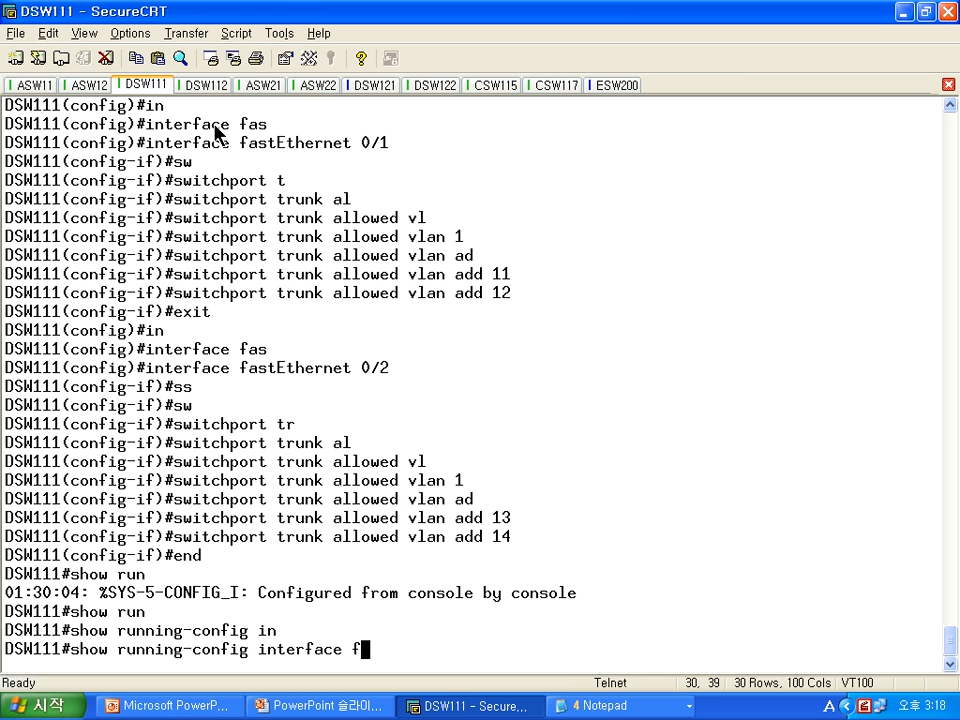 DSW111 - SecureCRT
File Edit View Options Transfer Script Tools Help
ASW11 ASW12 DSW111 DSW112 ASW21 ASW22 DSW121 DSW122 CSW115 CSW117 ESW200
DSW111(config)#in
DSW111(config)#interface fas
DSW111(config)#interface fastEthernet 0/1
DSW111(config-if)#sw
DSW111(config-if)#switchport t
DSW111(config-if)#switchport trunk al
DSW111(config-if)#switchport trunk allowed vl
DSW111(config-if)#switchport trunk allowed vlan 1
DSW111(config-if)#switchport trunk allowed vlan ad
DSW111(config-if)#switchport trunk allowed vlan add 11
DSW111(config-if)#switchport trunk allowed vlan add 12
DSW111(config-if)#exit
DSW111(config)#in
DSW111(config)#interface fas
DSW111(config)#interface fastEthernet 0/2
DSW111(config-if)#ss
DSW111(config-if)#sw
DSW111(config-if)#switchport tr
DSW111(config-if)#switchport trunk al
DSW111(config-if)#switchport trunk allowed vl
DSW111(config-if)#switchport trunk allowed vlan 1
DSW111(config-if)#switchport trunk allowed vlan ad
DSW111(config-if)#switchport trunk allowed vlan add 13
DSW111(config-if)#switchport trunk allowed vlan add 14
DSW111(config-if)#end
DSW111#show run
01:30:04: %SYS-5-CONFIG_I: Configured from console by console
DSW111#show run
DSW111#show running-config in
DSW111#show running-config interface f
Ready Telnet 30, 39 30 Rows, 100 Cols VT100
시작 Microsoft PowerP... PowerPoint 슬라이... DSW111 - Secure... 4 Notepad A 오후 3:18